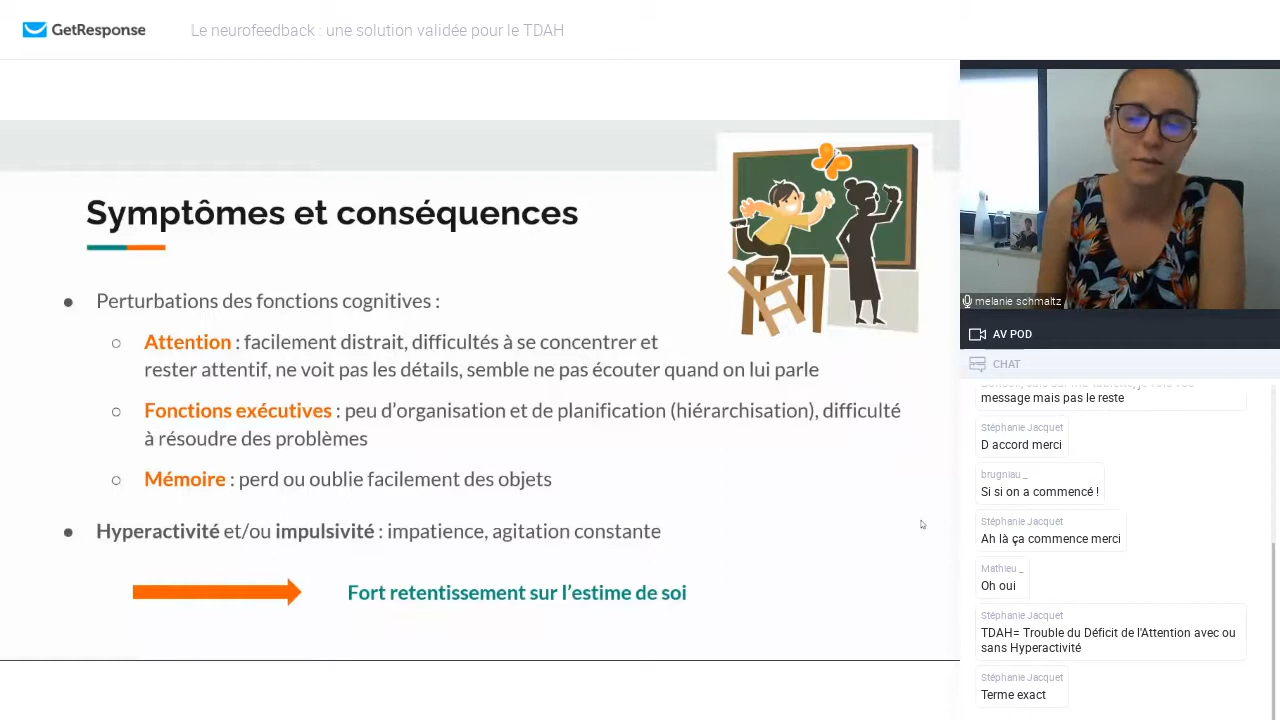 GetResponse
Le neurofeedback : une solution validée pour le TDAH
Symptômes et conséquences
● Perturbations des fonctions cognitives :
○ Attention : facilement distrait, difficultés à se concentrer et
rester attentif, ne voit pas les détails, semble ne pas écouter quand on lui parle
○ Fonctions exécutives : peu d'organisation et de planification (hiérarchisation), difficulté
à résoudre des problèmes
○ Mémoire : perd ou oublie facilement des objets
● Hyperactivité et/ou impulsivité : impatience, agitation constante
Fort retentissement sur l'estime de soi
melanie schmaltz
AV POD
CHAT
message mais pas le reste
Stéphanie Jacquet
D accord merci
brugniau _
Si si on a commencé !
Stéphanie Jacquet
Ah là ça commence merci
Mathieu _
Oh oui
Stéphanie Jacquet
TDAH= Trouble du Déficit de l'Attention avec ou
sans Hyperactivité
Stéphanie Jacquet
Terme exact